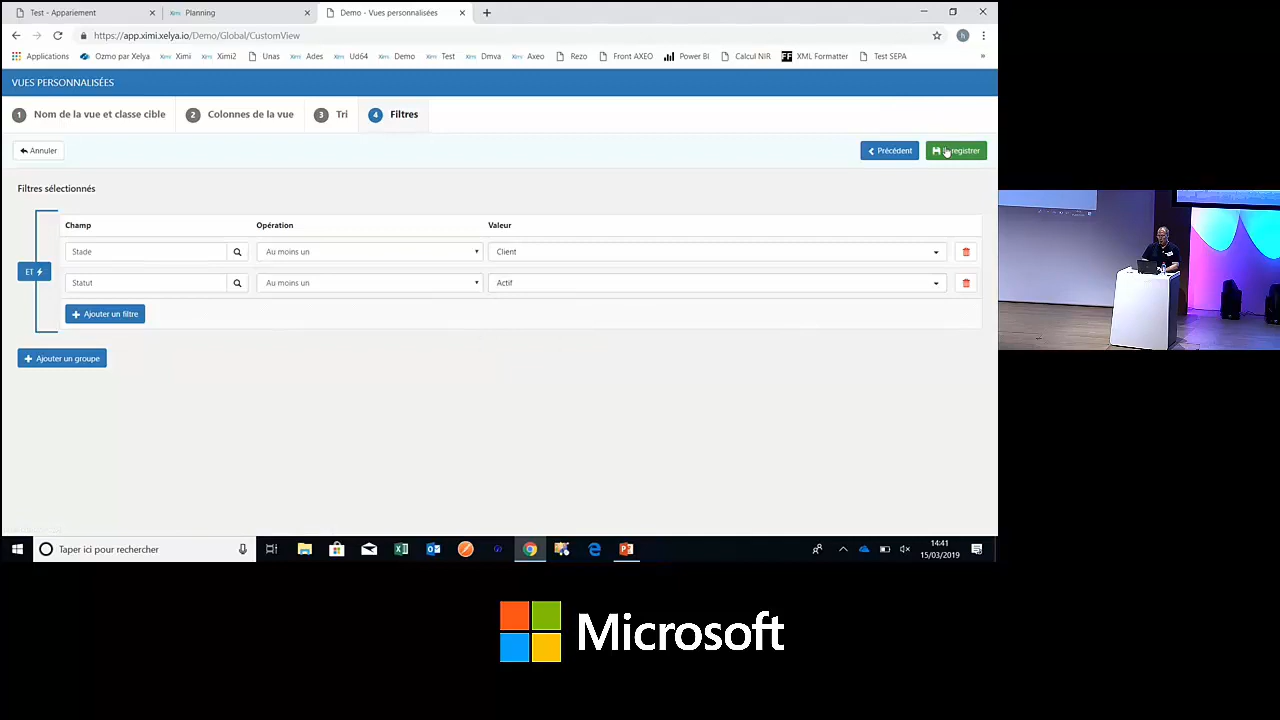 Test - Appariement
Ximi Planning
Demo - Vues personnalisées
https://app.ximi.xelya.io/Demo/Global/CustomView
Applications Ozmo par Xelya Ximi Ximi2 Unas Ades Ud64 Demo Test Dmva Axeo Rezo Front AXEO Power BI Calcul NIR FF XML Formatter Test SEPA
VUES PERSONNALISÉES
1 Nom de la vue et classe cible 2 Colonnes de la vue 3 Tri 4 Filtres
Annuler Précédent
Filtres sélectionnés
Champ Opération Valeur
Stade Au moins un Client
ET
Statut Au moins un Actif
Ajouter un filtre
Ajouter un groupe
Taper ici pour rechercher
14:41
15/03/2019
Microsoft